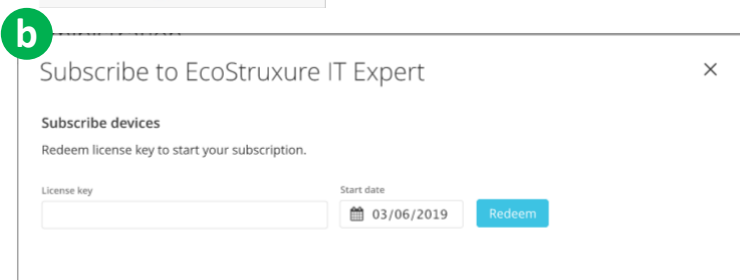 b
Subscribe to EcoStruxure IT Expert
Subscribe devices
Redeem license key to start your subscription.
License key
Start date
03/06/2019
Redeem